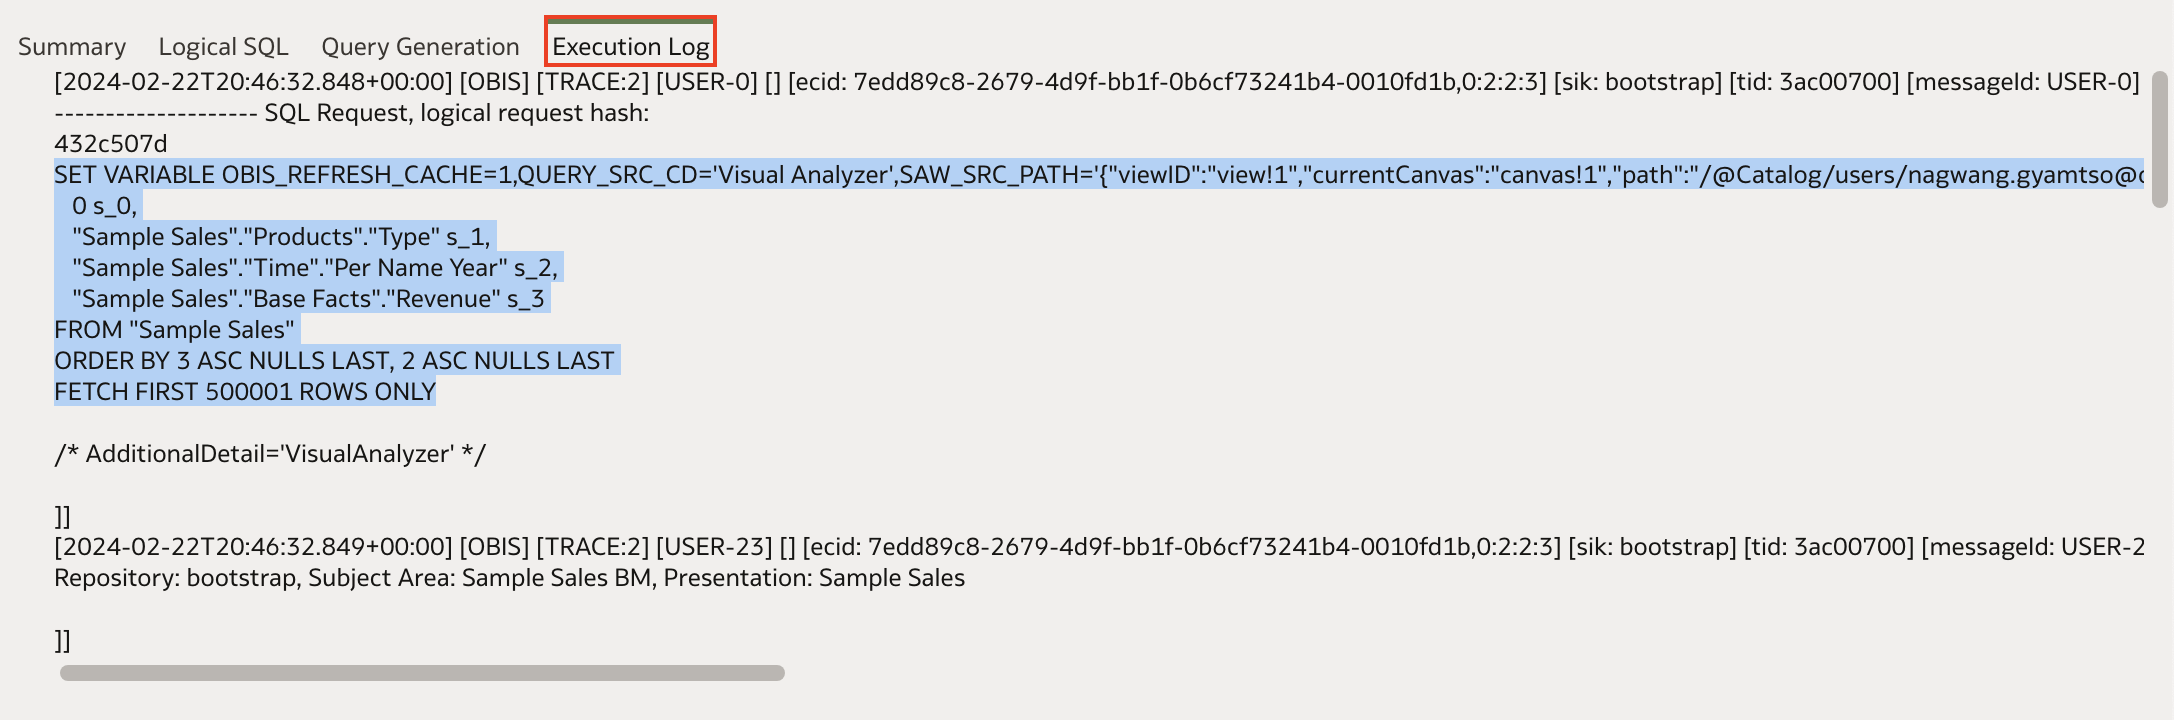 Summary Logical SQL Query Generation Execution Log
[2024-02-22T20:46:32.848+00:00] [OBIS] [TRACE:2] [USER-0] [] [ecid: 7edd89c8-2679-4d9f-bb1f-0b6cf73241b4-0010fd1b,0:2:2:3] [sik: bootstrap] [tid: 3ac00700] [messageId: USER-0]
-------------------- SQL Request, logical request hash:
432c507d
SET VARIABLE OBIS_REFRESH_CACHE=1,QUERY_SRC_CD='Visual Analyzer',SAW_SRC_PATH='{"viewID":"view!1","currentCanvas":"canvas!1","path":"/@Catalog/users/nagwang.gyamtso@
0 s_0,
"Sample Sales"."Products"."Type" s_1,
"Sample Sales"."Time"."Per Name Year" s_2,
"Sample Sales"."Base Facts"."Revenue" s_3
FROM "Sample Sales"
ORDER BY 3 ASC NULLS LAST, 2 ASC NULLS LAST
FETCH FIRST 500001 ROWS ONLY
/* AdditionalDetail='VisualAnalyzer' */
]]
[2024-02-22T20:46:32.849+00:00] [OBIS] [TRACE:2] [USER-23] [] [ecid: 7edd89c8-2679-4d9f-bb1f-0b6cf73241b4-0010fd1b,0:2:2:3] [sik: bootstrap] [tid: 3ac00700] [messageId: USER-2
Repository: bootstrap, Subject Area: Sample Sales BM, Presentation: Sample Sales
]]